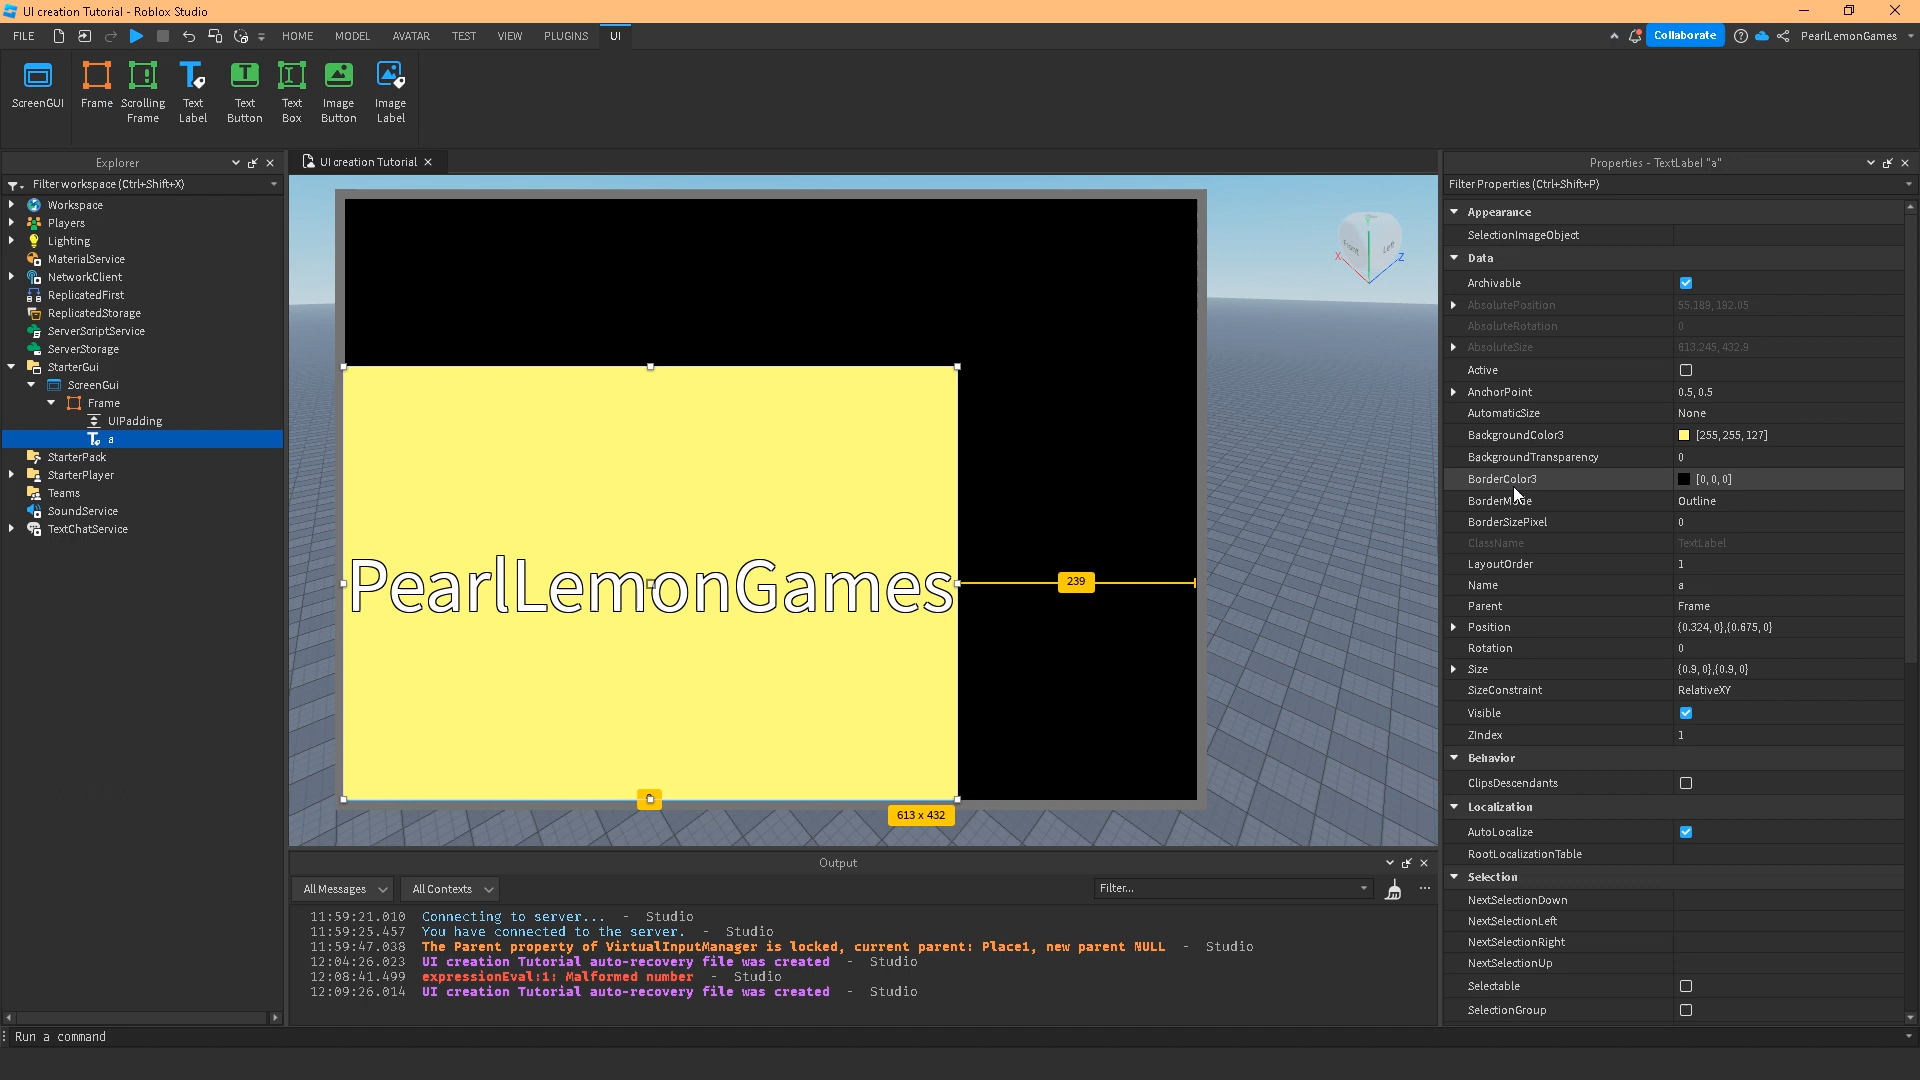 UI creation Tutorial - Roblox Studio
FILE HOME MODEL AVATAR TEST VIEW PLUGINS UI Collaborate PearlLemonGames
ScreenGUI
Frame
Scrolling
Frame
Text
Label
Text
Button
Text
Box
Image
Button
Image
Label
Explorer
Filter workspace (Ctrl+Shift+X)
Workspace
Players
Lighting
MaterialService
NetworkClient
ReplicatedFirst
ReplicatedStorage
ServerScriptService
ServerStorage
StarterGui
ScreenGui
Frame
UIPadding
a
StarterPack
StarterPlayer
Teams
SoundService
TextChatService
UI creation Tutorial
Front
Left
X
Y
Z
PearlLemonGames
239
613 x 432
Output
All Messages
All Contexts
Filter...
11:59:21.010 Connecting to server... - Studio
11:59:25.457 You have connected to the server. - Studio
11:59:47.038 The Parent property of VirtualInputManager is locked, current parent: Place1, new parent NULL - Studio
12:04:26.023 UI creation Tutorial auto-recovery file was created - Studio
12:08:41.499 expressionEval:1: Malformed number - Studio
12:09:26.014 UI creation Tutorial auto-recovery file was created - Studio
Properties - TextLabel "a"
Filter Properties (Ctrl+Shift+P)
Appearance
SelectionImageObject
Data
Archivable
AbsolutePosition 55.189, 192.05
AbsoluteRotation 0
AbsoluteSize 613.245, 432.9
Active
AnchorPoint 0.5, 0.5
AutomaticSize None
BackgroundColor3 [255, 255, 127]
BackgroundTransparency 0
BorderColor3 [0, 0, 0]
BorderMode Outline
BorderSizePixel 0
ClassName TextLabel
LayoutOrder 1
Name a
Parent Frame
Position {0.324, 0},{0.675, 0}
Rotation 0
Size {0.9, 0},{0.9, 0}
SizeConstraint RelativeXY
Visible
ZIndex 1
Behavior
ClipsDescendants
Localization
AutoLocalize
RootLocalizationTable
Selection
NextSelectionDown
NextSelectionLeft
NextSelectionRight
NextSelectionUp
Selectable
SelectionGroup
Run a command